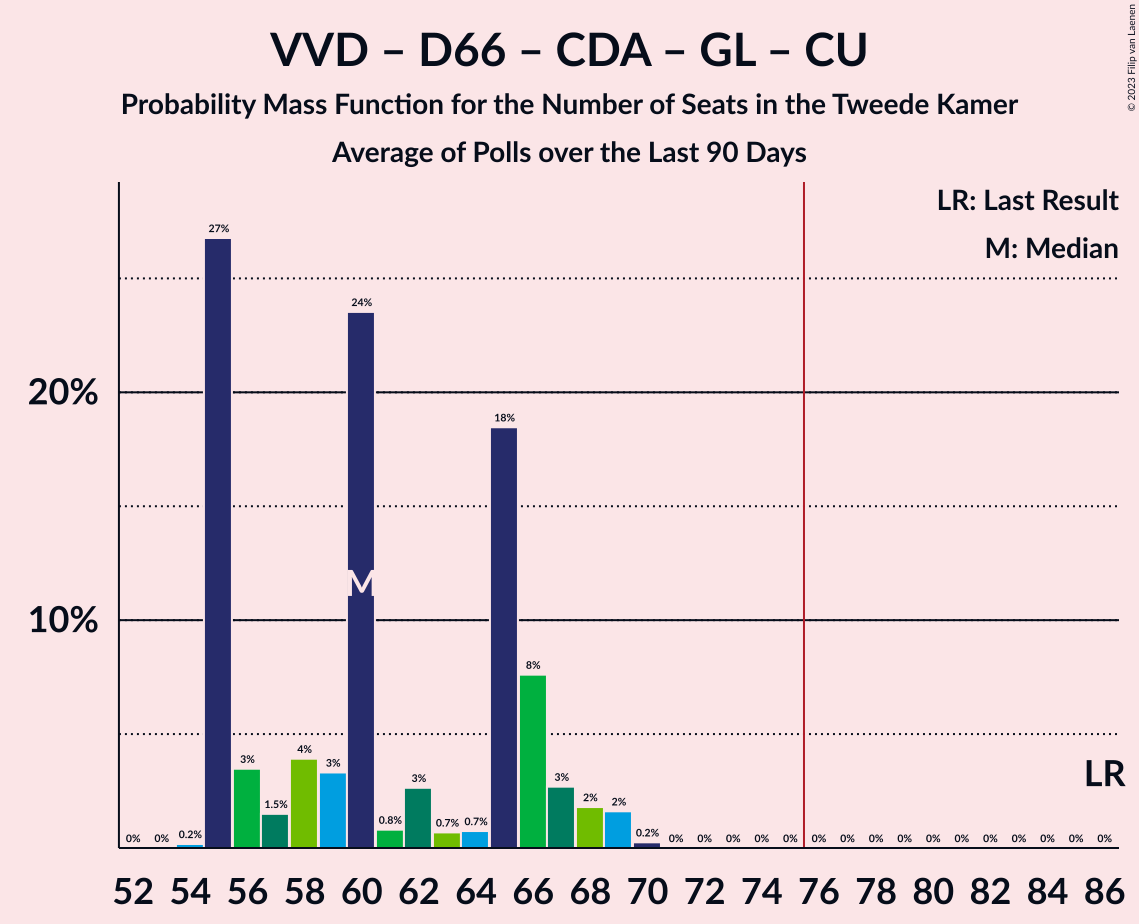 VVD – D66 – CDA – GL – CU
Probability Mass Function for the Number of Seats in the Tweede Kamer
Average of Polls over the Last 90 Days
© 2023 Filip van Laenen
LR: Last Result
M: Median
20%
10%
0% 0% 0.2% 27% 3% 1.5% 4% 3% 24% 0.8% 3% 0.7% 0.7% 18% 8% 3% 2% 2% 0.2% 0% 0% 0% 0% 0% 0% 0% 0% 0% 0% 0% 0% 0% 0% 0% 0%
M
LR
52 54 56 58 60 62 64 66 68 70 72 74 76 78 80 82 84 86